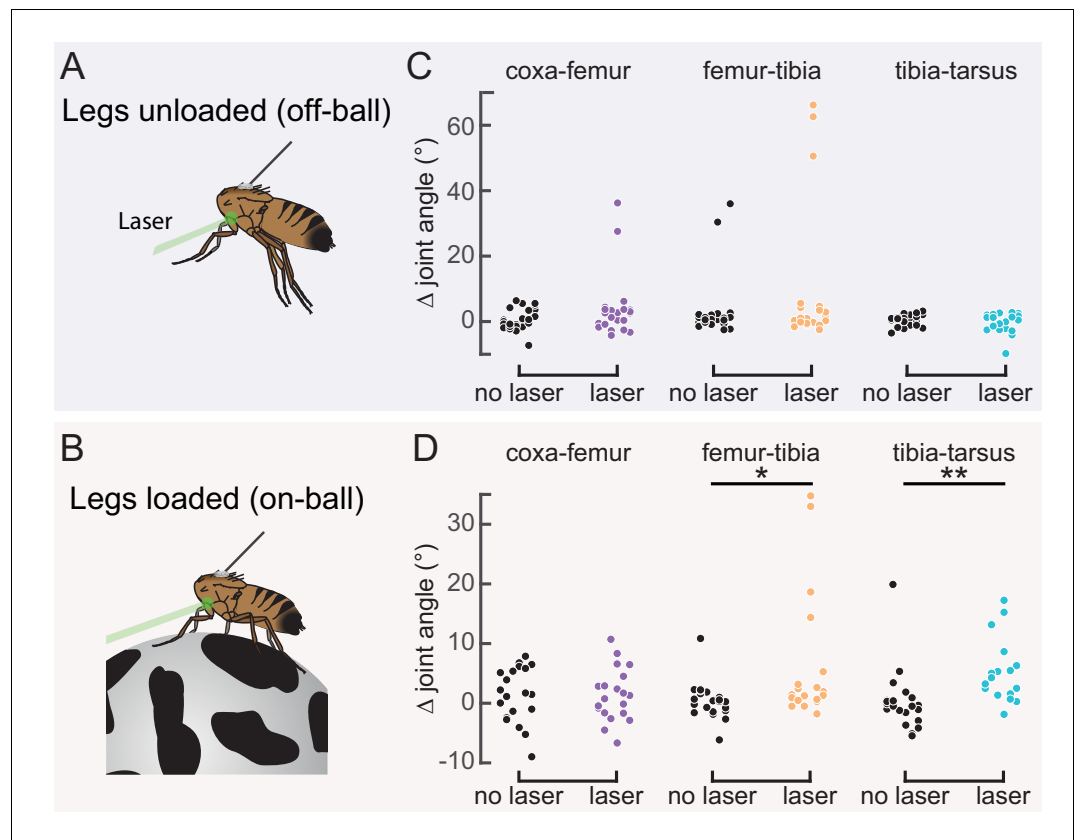 A
Legs unloaded (off-ball)
Laser
C
coxa-femur femur-tibia tibia-tarsus
Δ joint angle (°)
60
40
20
0
no laser laser no laser laser no laser laser
B
Legs loaded (on-ball)
D
coxa-femur femur-tibia tibia-tarsus
* **
Δ joint angle (°)
30
20
10
0
-10
no laser laser no laser laser no laser laser